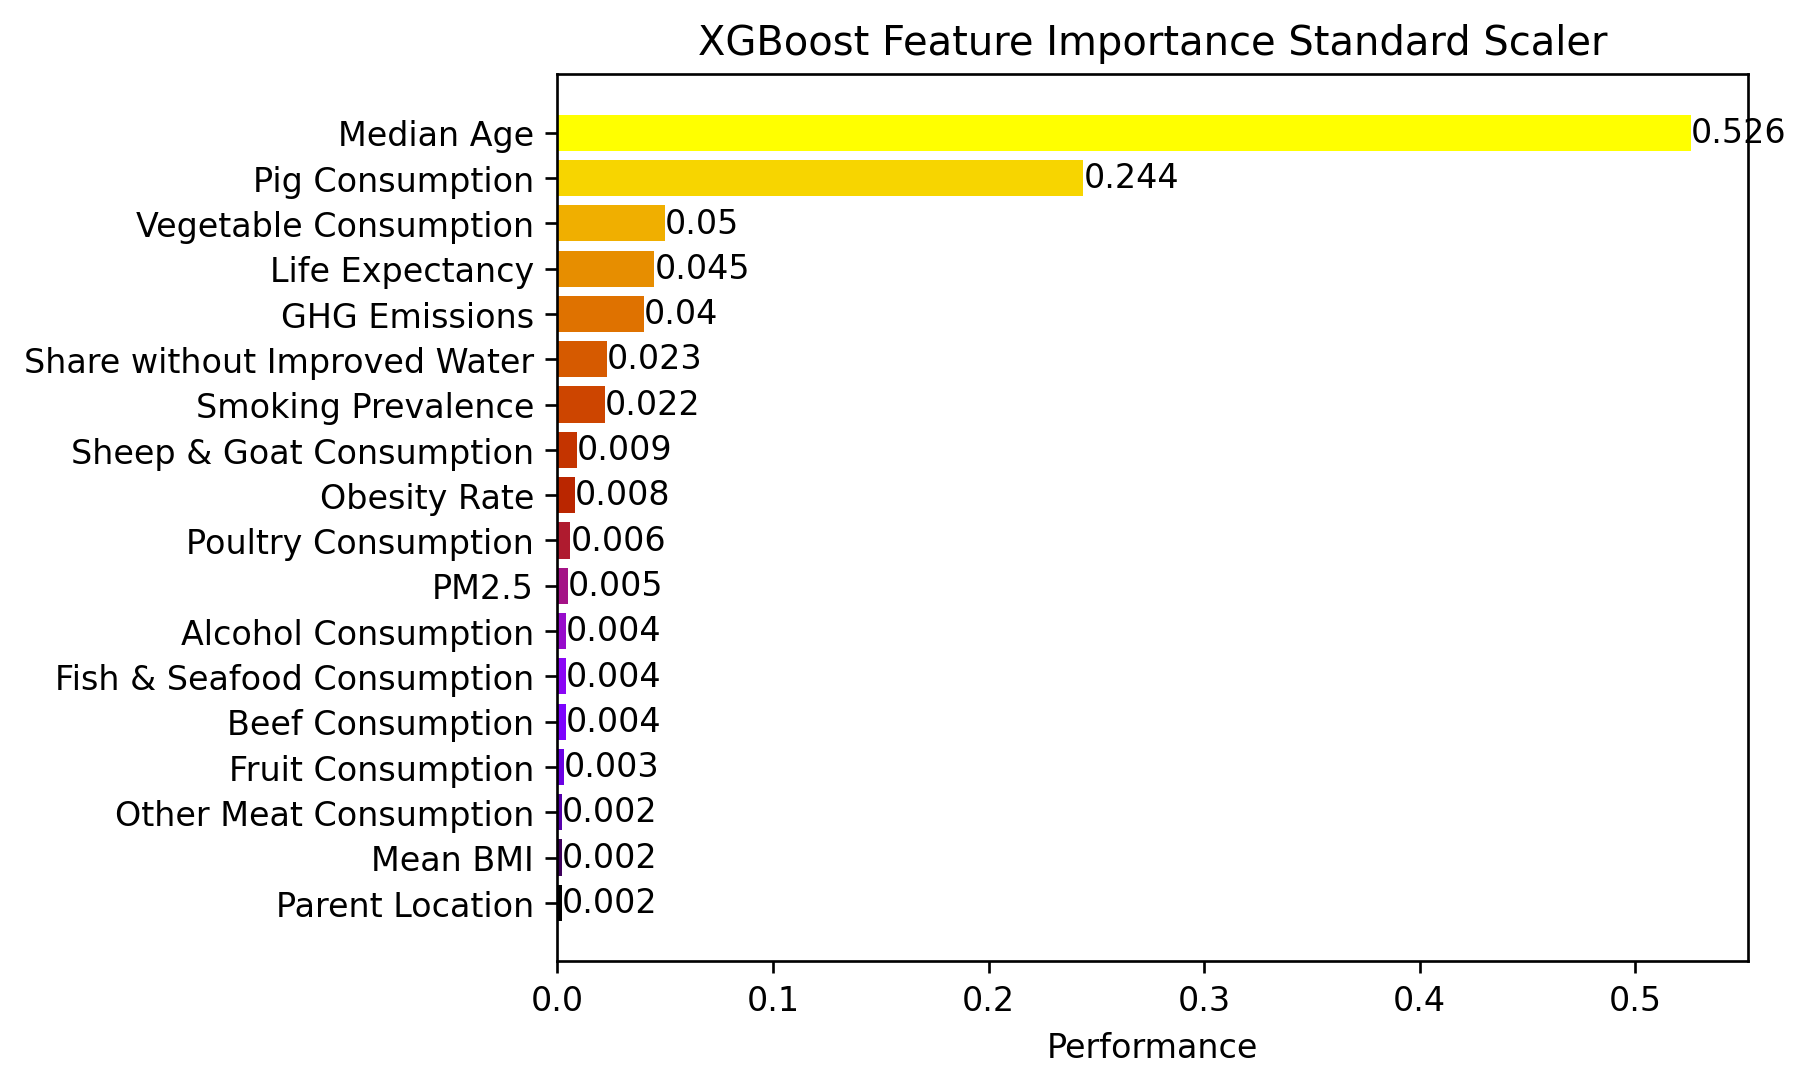 XGBoost Feature Importance Standard Scaler
Median Age 0.526
Pig Consumption 0.244
Vegetable Consumption 0.05
Life Expectancy 0.045
GHG Emissions 0.04
Share without Improved Water 0.023
Smoking Prevalence 0.022
Sheep & Goat Consumption 0.009
Obesity Rate 0.008
Poultry Consumption 0.006
PM2.5 0.005
Alcohol Consumption 0.004
Fish & Seafood Consumption 0.004
Beef Consumption 0.004
Fruit Consumption 0.003
Other Meat Consumption 0.002
Mean BMI 0.002
Parent Location 0.002
0.0 0.1 0.2 0.3 0.4 0.5
Performance